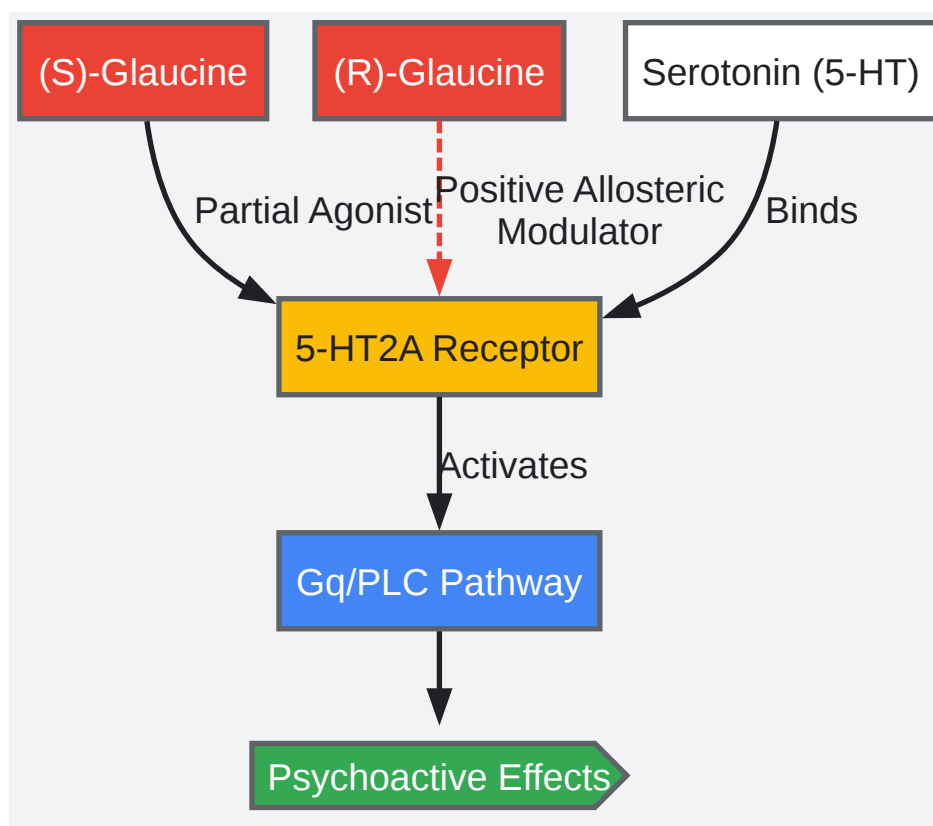 (S)-Glaucine
(R)-Glaucine
Serotonin (5-HT)
Partial Agonist
Positive Allosteric
Modulator
Binds
5-HT2A Receptor
Activates
Gq/PLC Pathway
Psychoactive Effects